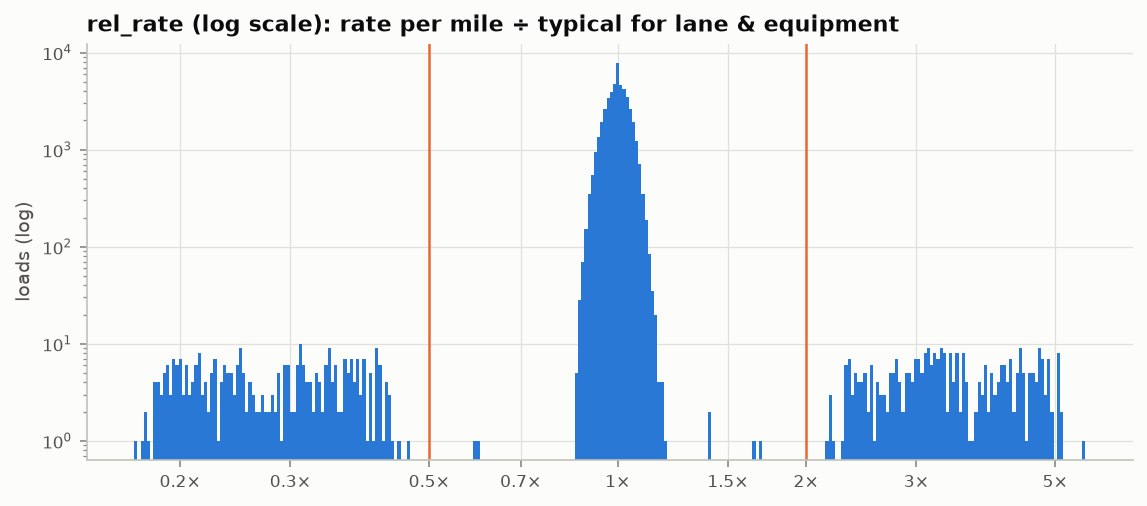 rel_rate (log scale): rate per mile ÷ typical for lane & equipment
loads (log)
10⁴
10³
10²
10¹
10⁰
0.2× 0.3× 0.5× 0.7× 1× 1.5× 2× 3× 5×